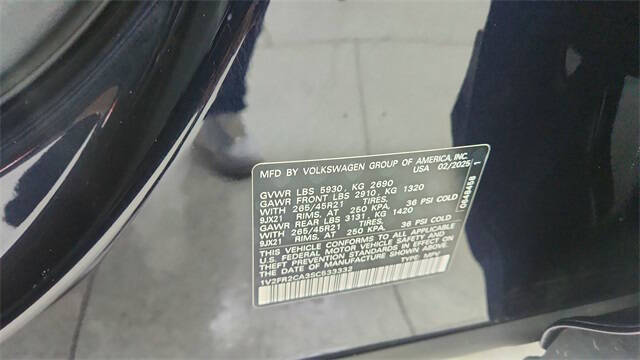 MFD BY VOLKSWAGEN GROUP OF AMERICA, INC.
USA 02/2025
GVWR LBS 5930, KG 2690
GAWR FRONT LBS 2910, KG 1320
WITH 265/45R21 TIRES,
9JX21 RIMS, AT 250 KPA, 36 PSI COLD
GAWR REAR LBS 3131, KG 1420
WITH 265/45R21 TIRES,
9JX21 RIMS, AT 250 KPA, 36 PSI COLD
THIS VEHICLE CONFORMS TO ALL APPLICABLE
U.S. FEDERAL MOTOR VEHICLE SAFETY AND
THEFT PREVENTION STANDARDS IN EFFECT ON
THE DATE OF MANUFACTURE SHOWN ABOVE.
1V2FR2CA3SC533332 TYPE: MPV